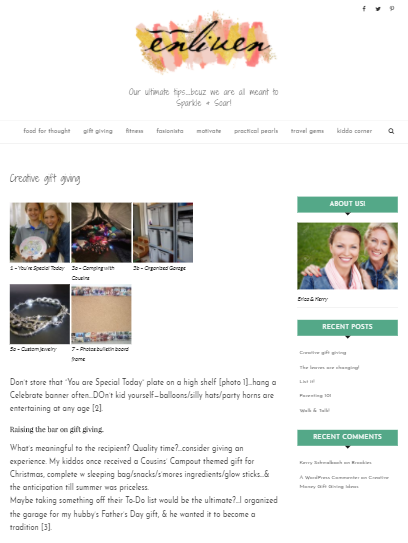 enliven
Our ultimate tips....bcuz we are all meant to
Sparkle & Soar!
food for thought gift giving fitness fasionista motivate practical pearls travel gems kiddo corner
Creative gift giving
1 – You're Special Today
3a – Camping with
Cousins
3b – Organized Garage
5a – Custom jewelry
7 – Photos bulletin board
frame
Don't store that "You are Special Today" plate on a high shelf [photo 1]...hang a
Celebrate banner often...DOn't kid yourself—balloons/silly hats/party horns are
entertaining at any age [2].
Raising the bar on gift giving.
What's meaningful to the recipient? Quality time?...consider giving an
experience. My kiddos once received a Cousins' Campout themed gift for
Christmas, complete w sleeping bag/snacks/s'mores ingredients/glow sticks...&
the anticipation till summer was priceless.
Maybe taking something off their To-Do list would be the ultimate?...I organized
the garage for my hubby's Father's Day gift, & he wanted it to become a
tradition [3].
ABOUT US!
Erica & Kerry
RECENT POSTS
Creative gift giving
The leaves are changing!
List it!
Parenting 101
Walk & Talk!
RECENT COMMENTS
Kerry Schwalbach on Broadies
A WordPress Commenter on Creative
Money Gift Giving Ideas